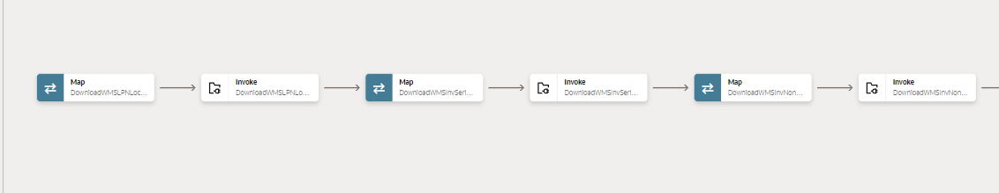 Map
DownloadWMSLPNLoc...
Invoke
DownloadWMSLPNLo...
Map
DownloadWMSInvSeri...
Invoke
DownloadWMSInvSeri...
Map
DownloadWMSInvNon...
Invoke
DownloadWMSInvNon...